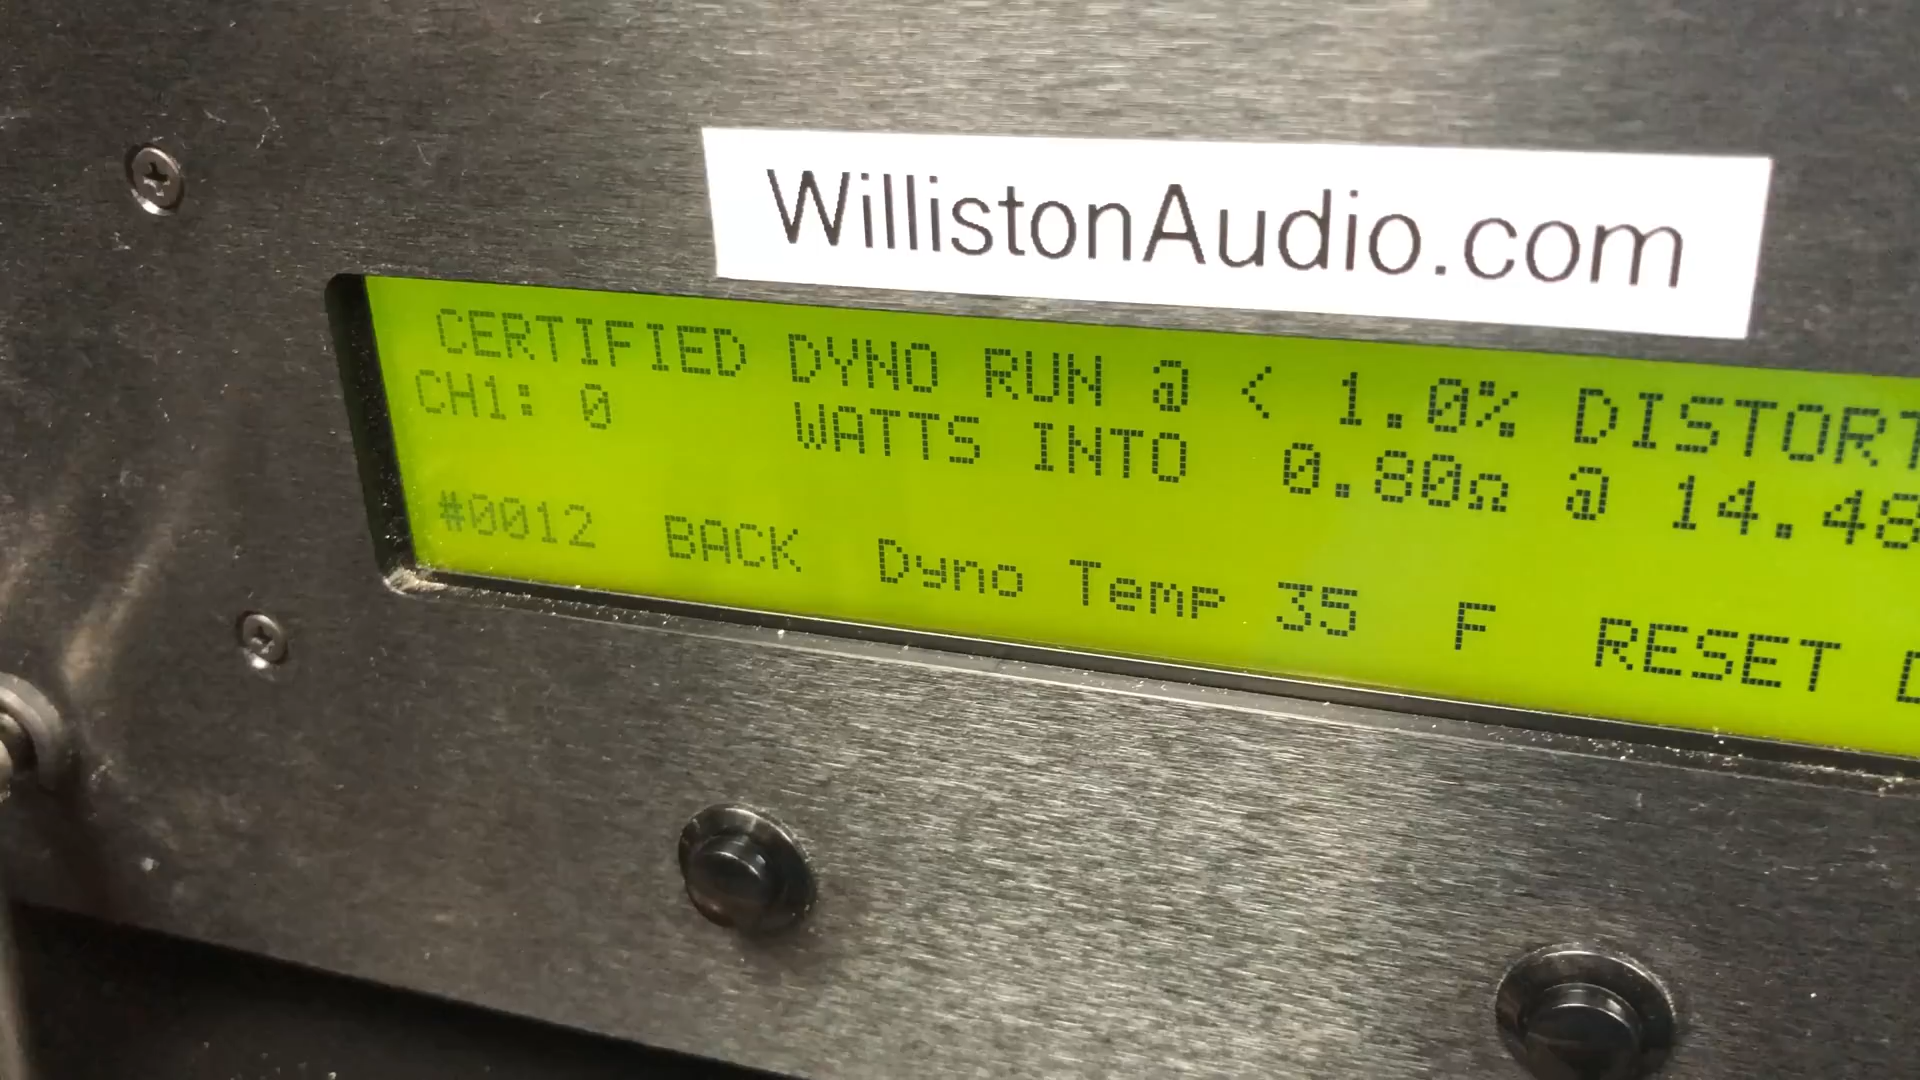 WillistonAudio.com
CERTIFIED DYNO RUN @ < 1.0% DISTORT
CH1: 0 WATTS INTO 0.80Ω @ 14.48
#0012 BACK Dyno Temp 35 F RESET